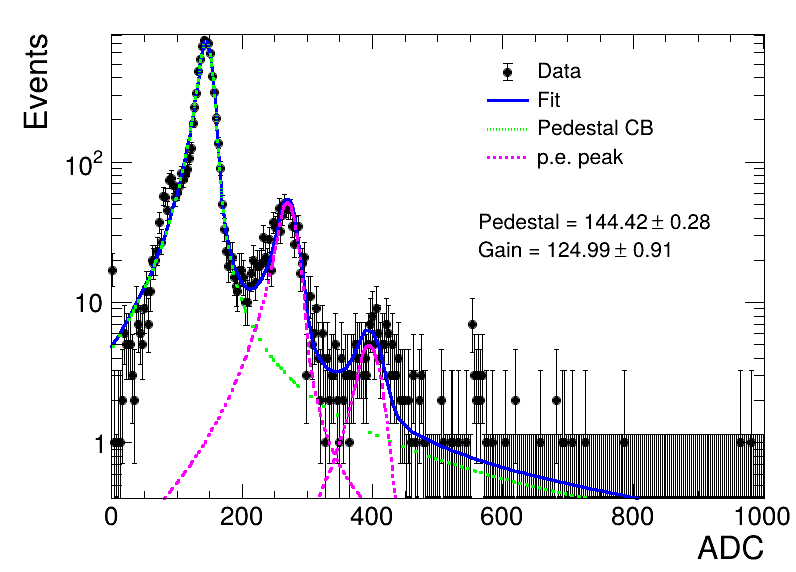 Events
Data
Fit
Pedestal CB
p.e. peak
Pedestal = 144.42 ± 0.28
Gain = 124.99 ± 0.91
10²
10
1
0 200 400 600 800 1000
ADC